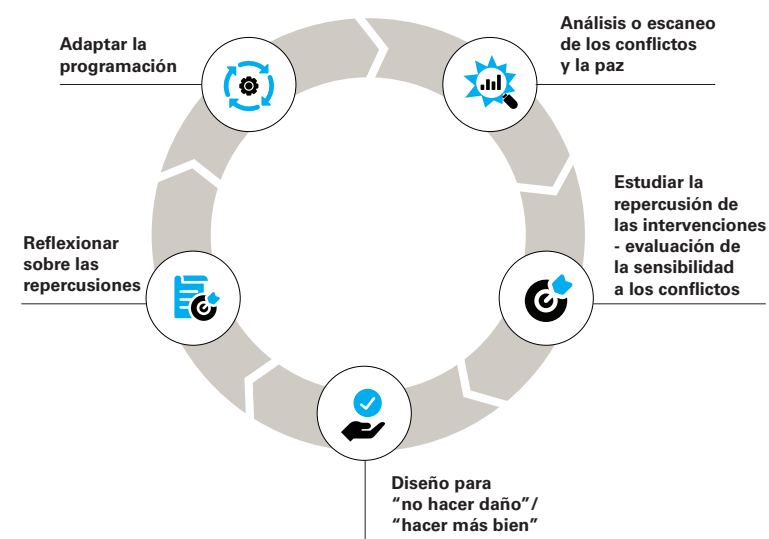 Análisis o escaneo
de los conflictos
y la paz
Estudiar la
repercusión de
las intervenciones
- evaluación de
la sensibilidad
a los conflictos
Diseño para
“no hacer daño”/
“hacer más bien”
Reflexionar
sobre las
repercusiones
Adaptar la
programación